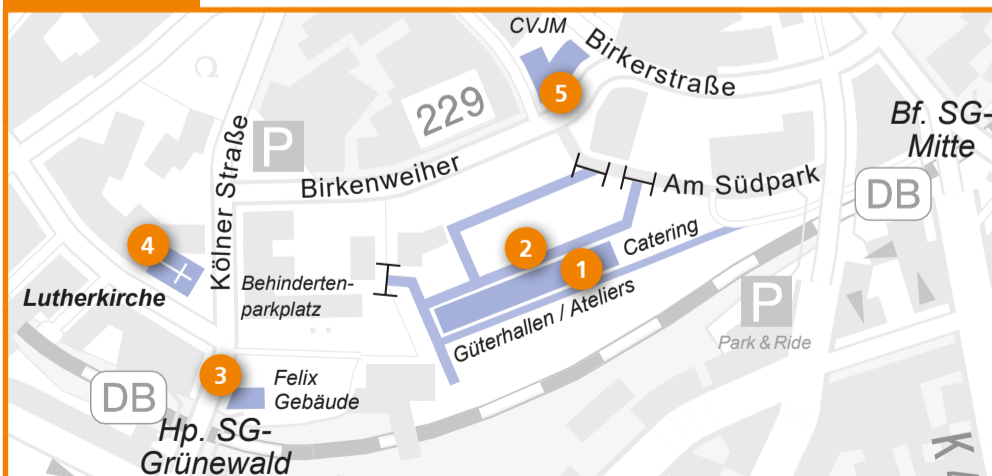 CVJM
Birkerstraße
5
229
P
Bf. SG-
Mitte
DB
Kölner Straße
Birkenweiher
Am Südpark
4
2
Catering
1
Lutherkirche
Behinderten-
parkplatz
Güterhallen / Ateliers
P
Park & Ride
3
Felix
Gebäude
DB
Hp. SG-
Grünewald